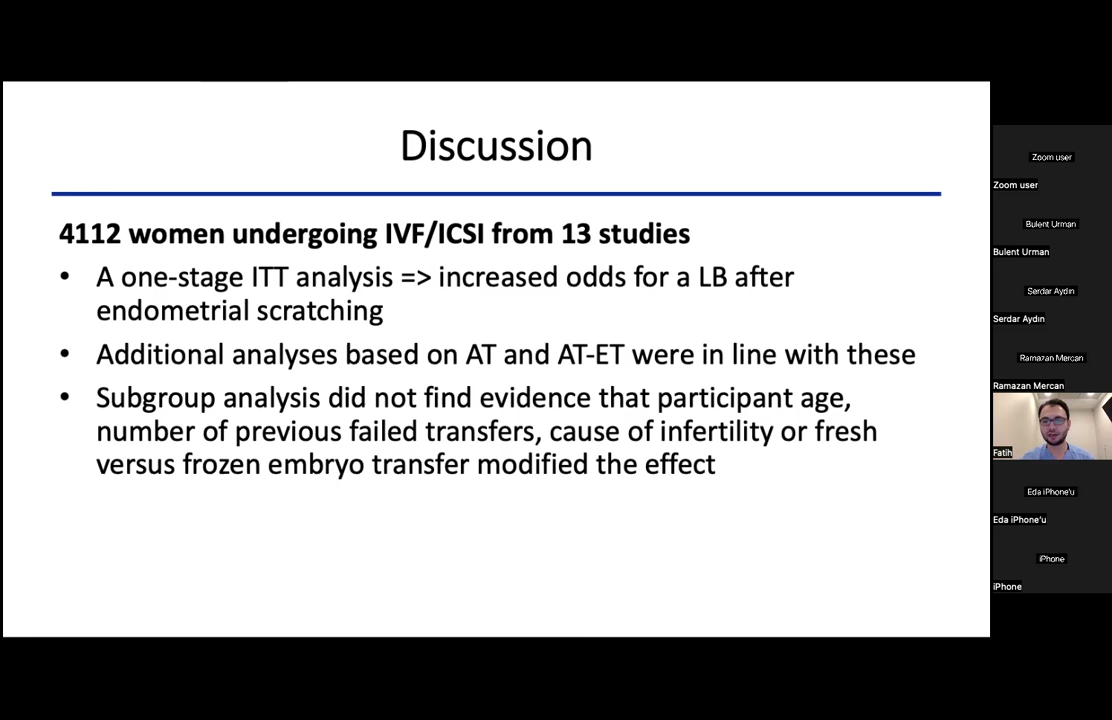 Discussion
4112 women undergoing IVF/ICSI from 13 studies
• A one-stage ITT analysis => increased odds for a LB after
endometrial scratching
• Additional analyses based on AT and AT-ET were in line with these
• Subgroup analysis did not find evidence that participant age,
number of previous failed transfers, cause of infertility or fresh
versus frozen embryo transfer modified the effect
Zoom user
Zoom user
Bulent Urman
Bulent Urman
Serdar Aydın
Serdar Aydın
Ramazan Mercan
Ramazan Mercan
Fatih
Eda iPhone'u
Eda iPhone'u
iPhone
iPhone